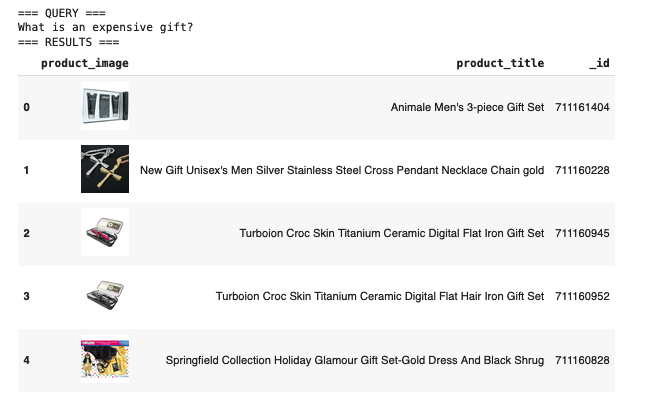 === QUERY ===
What is an expensive gift?
=== RESULTS ===
product_image product_title _id
0 Animale Men's 3-piece Gift Set 711161404
1 New Gift Unisex's Men Silver Stainless Steel Cross Pendant Necklace Chain gold 711160228
2 Turboion Croc Skin Titanium Ceramic Digital Flat Iron Gift Set 711160945
3 Turboion Croc Skin Titanium Ceramic Digital Flat Hair Iron Gift Set 711160952
4 Springfield Collection Holiday Glamour Gift Set-Gold Dress And Black Shrug 711160828